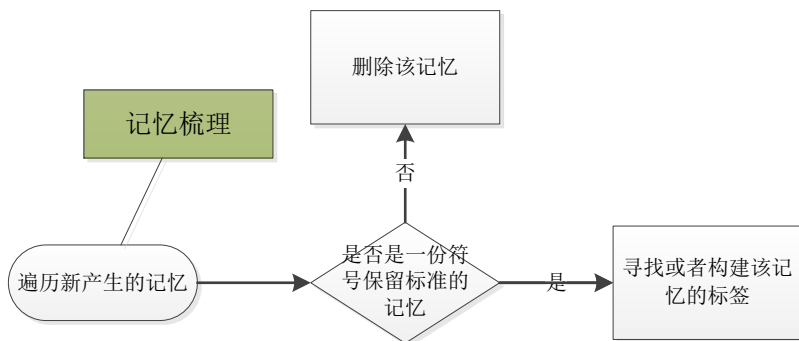 删除该记忆
记忆梳理
否
遍历新产生的记忆
是否是一份符
号保留标准的
记忆
是
寻找或者构建该记
忆的标签